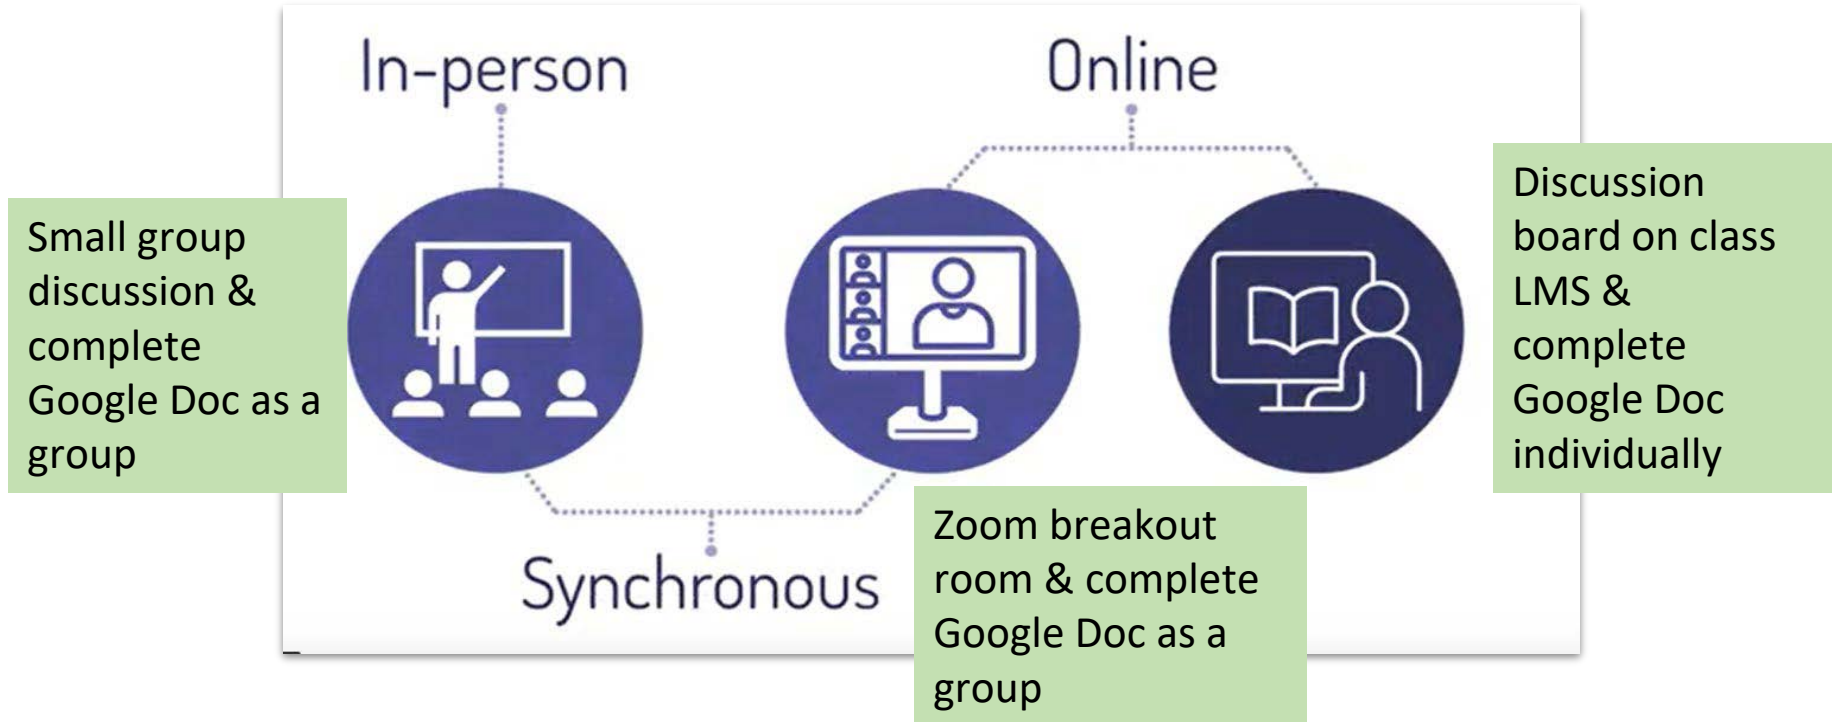 In-person
Online
Small group
discussion &
complete
Google Doc as a
group
Discussion
board on class
LMS &
complete
Google Doc
individually
Synchronous
Zoom breakout
room & complete
Google Doc as a
group